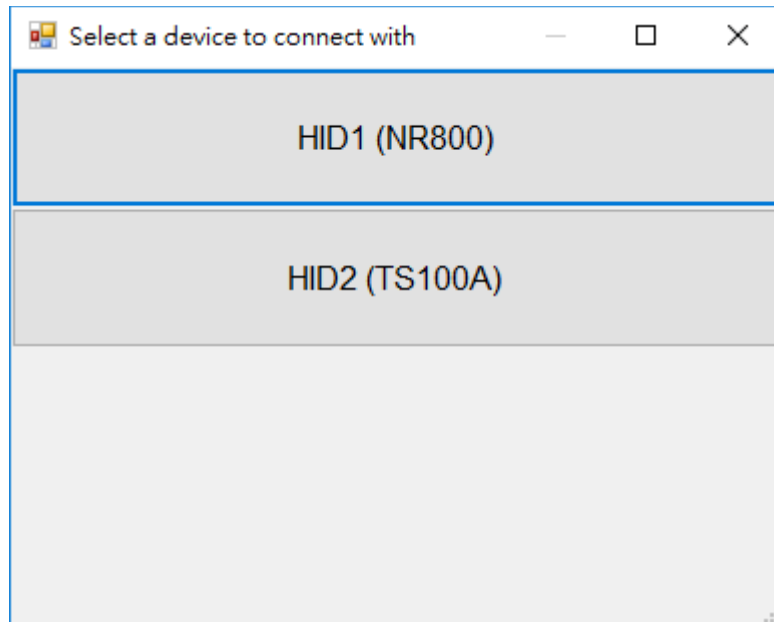 Select a device to connect with
HID1 (NR800)
HID2 (TS100A)